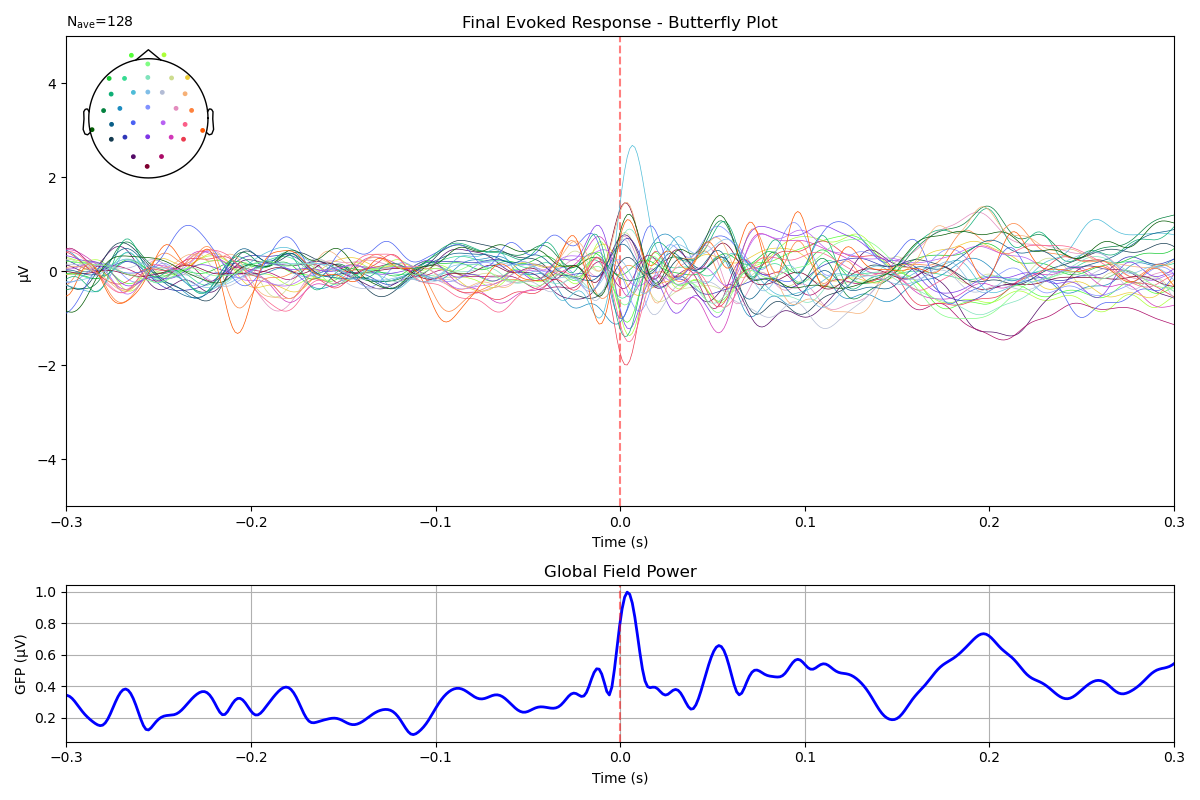 N_ave=128
Final Evoked Response - Butterfly Plot
µV
4
2
0
−2
−4
−0.3 −0.2 −0.1 0.0 0.1 0.2 0.3
Time (s)
Global Field Power
GFP (µV)
1.0
0.8
0.6
0.4
0.2
−0.3 −0.2 −0.1 0.0 0.1 0.2 0.3
Time (s)